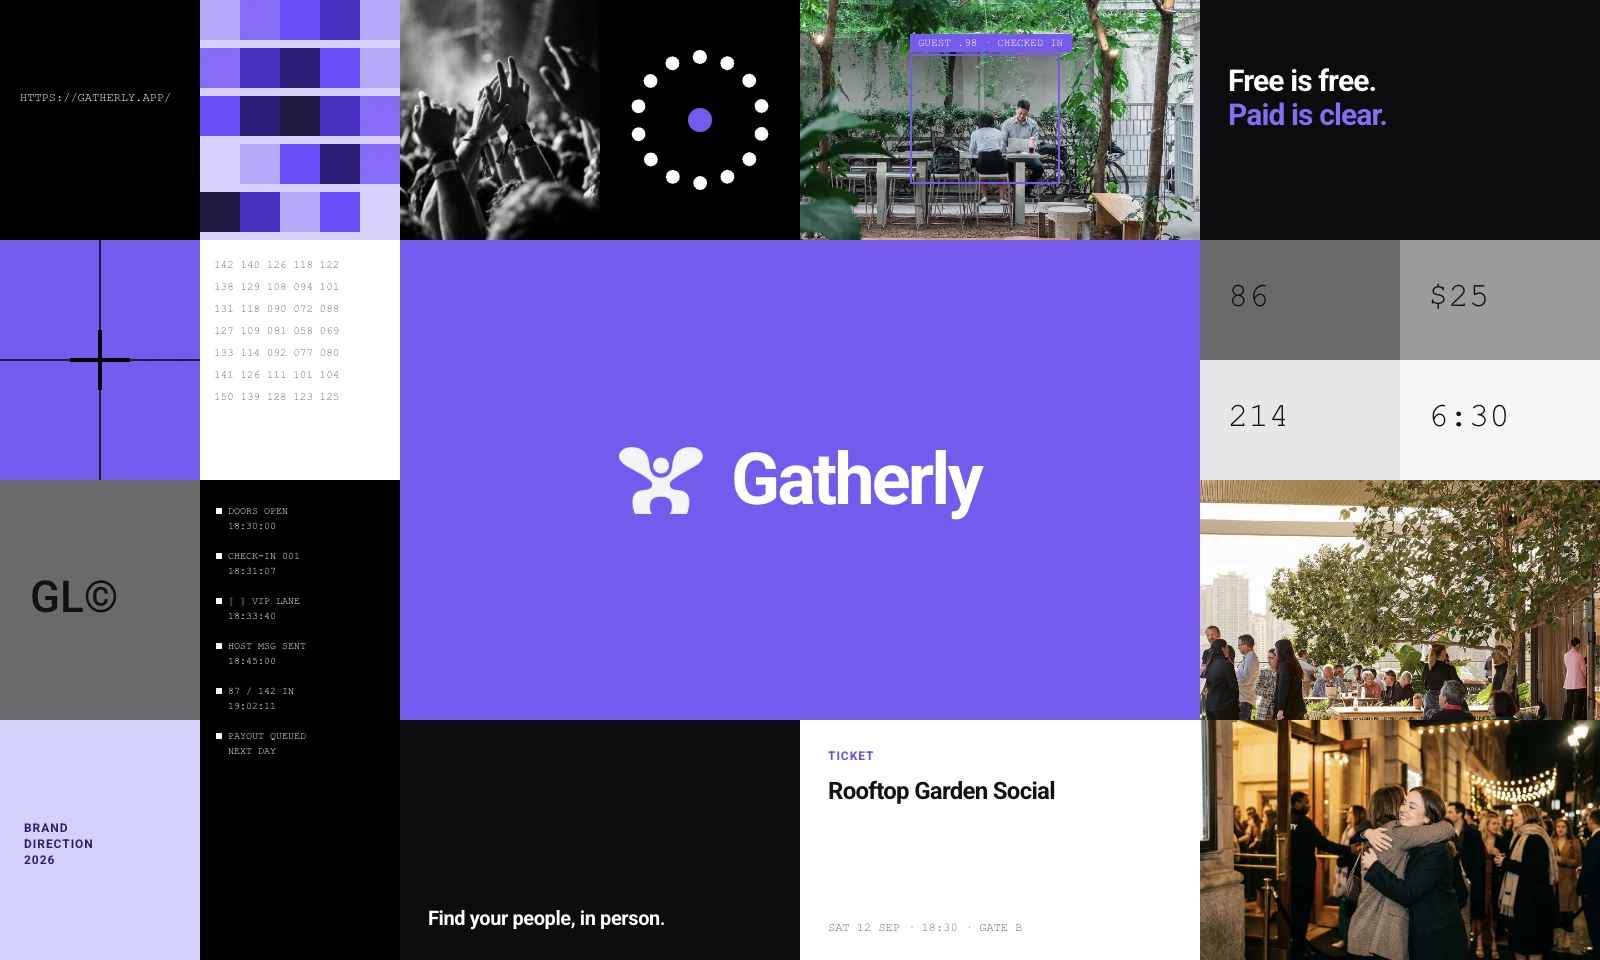 HTTPS://GATHERLY.APP/
GUEST .98 · CHECKED IN
Free is free.
Paid is clear.
142 140 126 118 122
138 129 108 094 101
131 118 090 072 088
127 109 081 058 069
133 114 092 077 080
141 126 111 101 104
150 139 128 123 125
Gatherly
86
$25
214
6:30
GL©
DOORS OPEN
18:30:00
CHECK-IN 001
18:31:07
[ ] VIP LANE
18:33:40
HOST MSG SENT
18:45:00
87 / 142 IN
19:02:11
PAYOUT QUEUED
NEXT DAY
BRAND
DIRECTION
2026
Find your people, in person.
TICKET
Rooftop Garden Social
SAT 12 SEP · 18:30 · GATE B